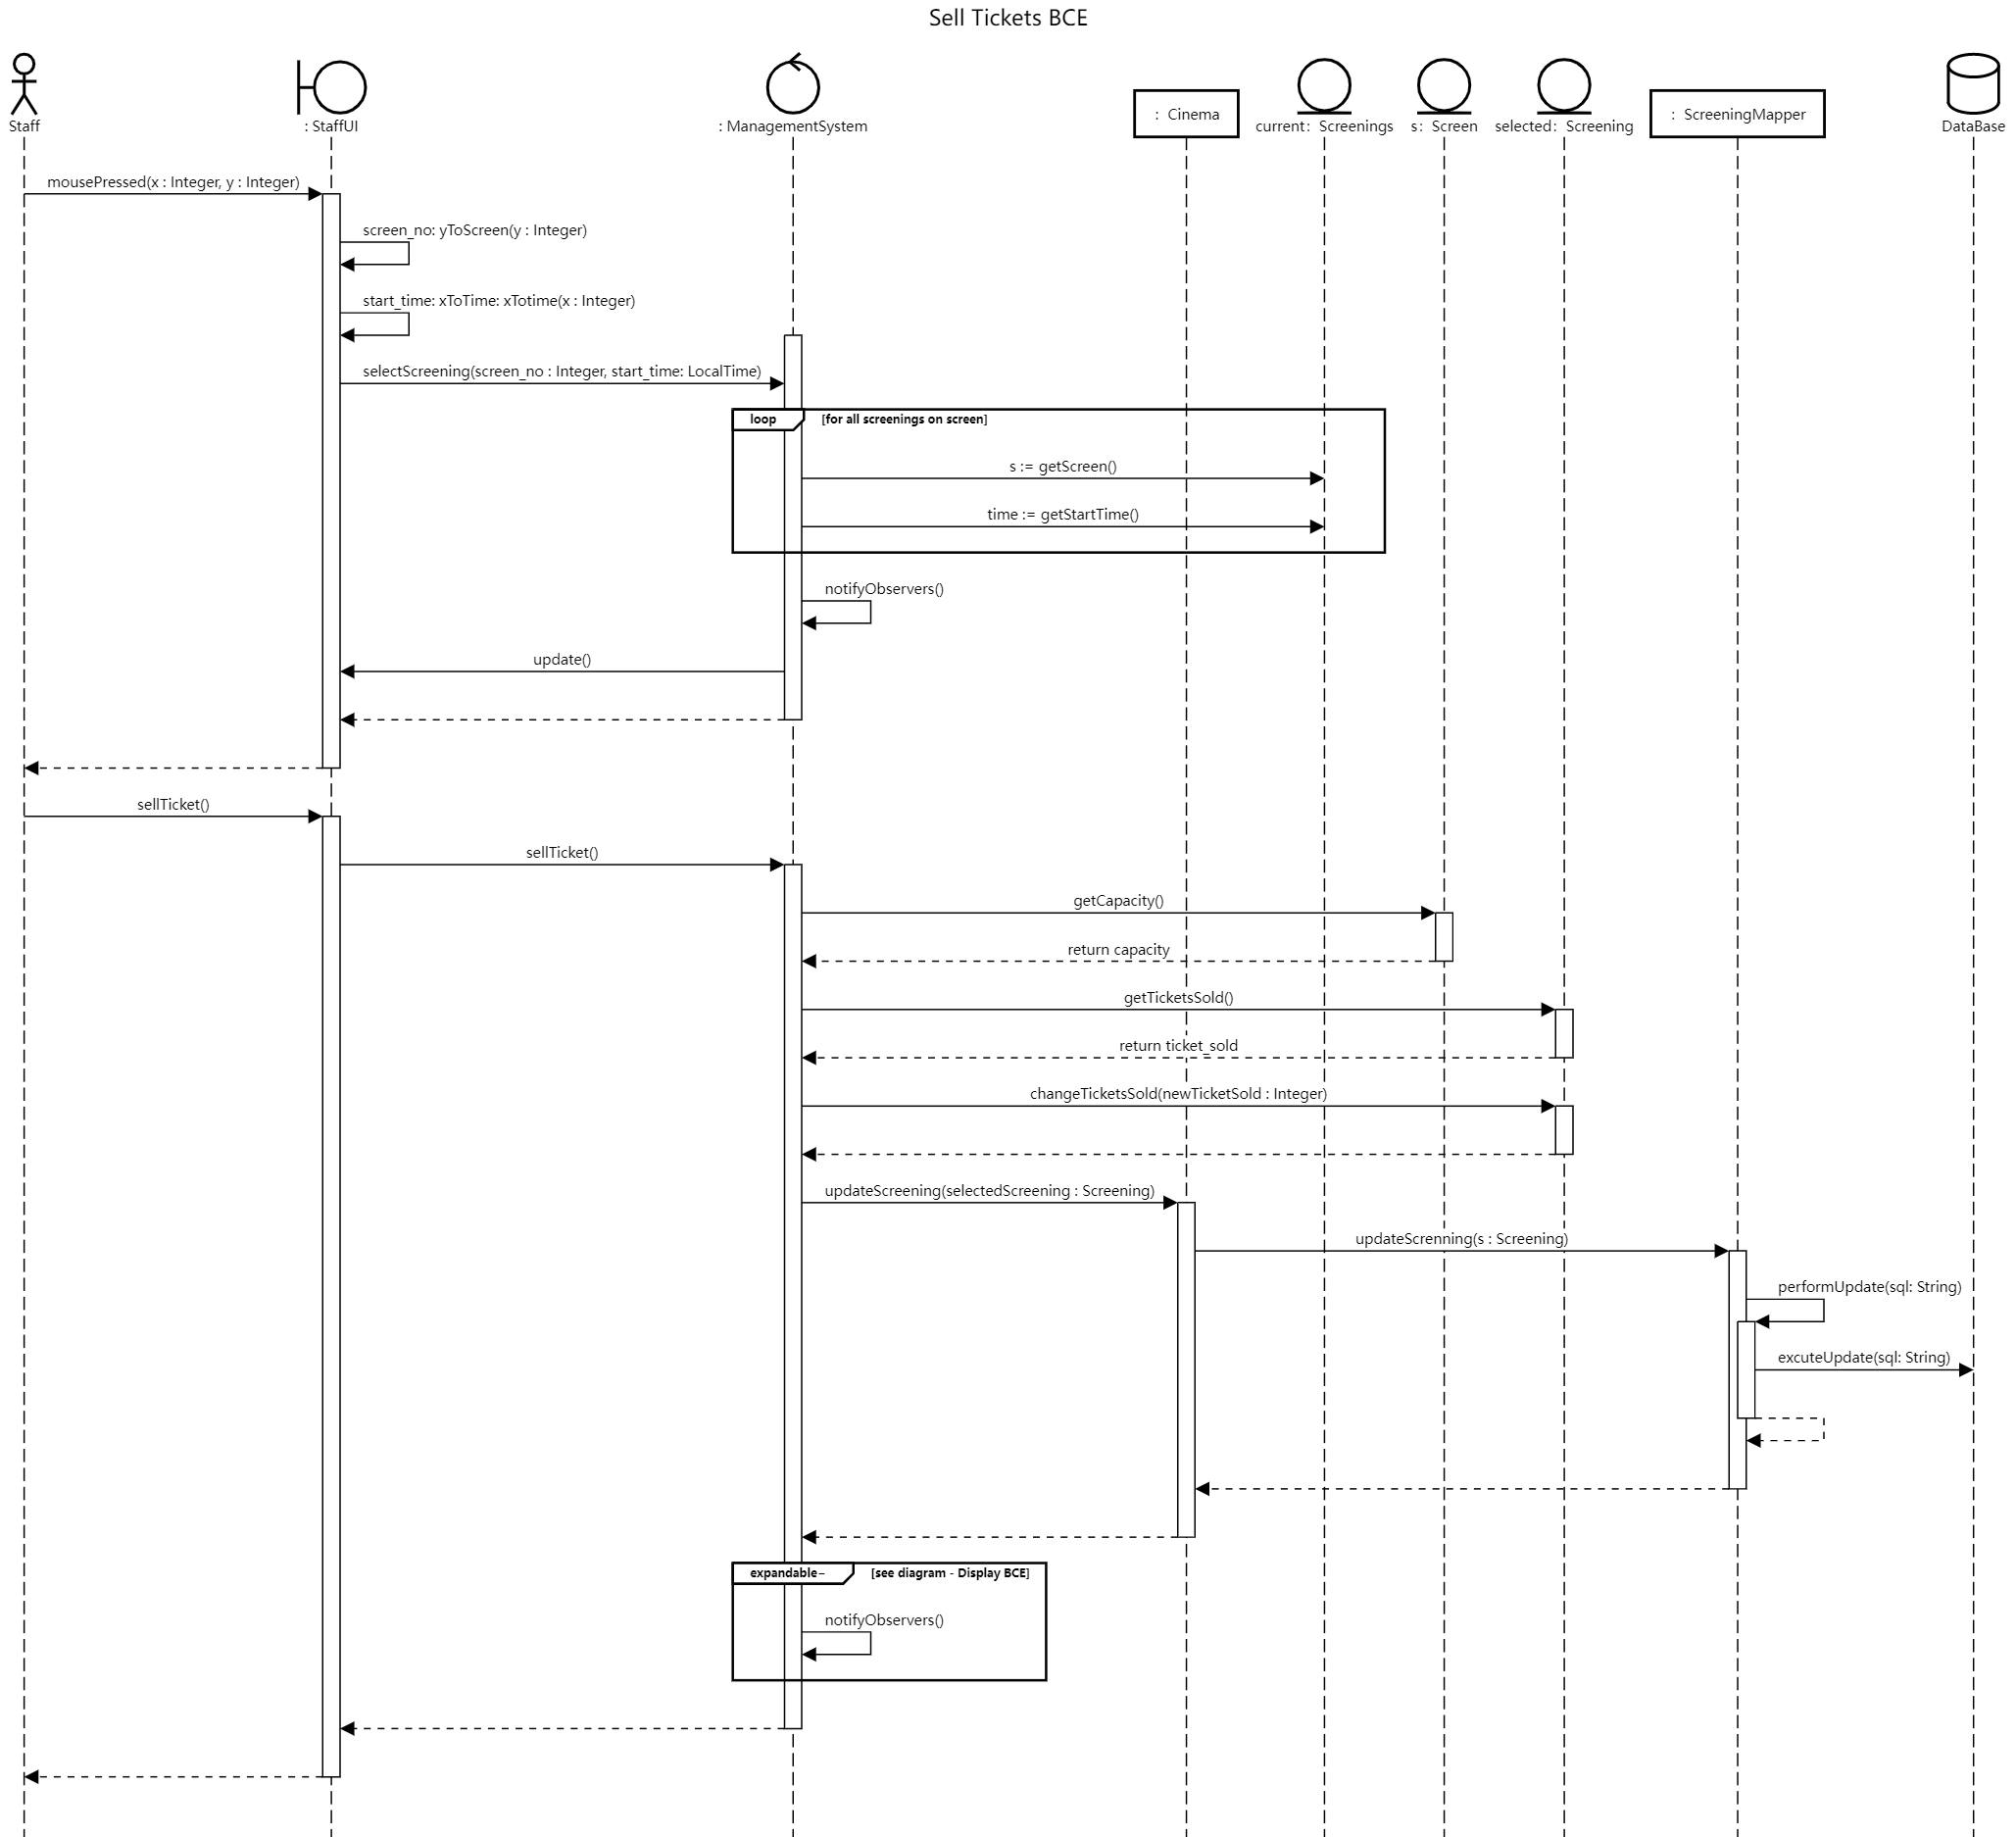 Sell Tickets BCE
Staff
: StaffUI
: ManagementSystem
: Cinema
current: Screenings
s: Screen
selected: Screening
: ScreeningMapper
DataBase
mousePressed(x : Integer, y : Integer)
screen_no: yToScreen(y : Integer)
start_time: xToTime: xTotime(x : Integer)
selectScreening(screen_no : Integer, start_time: LocalTime)
loop [for all screenings on screen]
s := getScreen()
time := getStartTime()
notifyObservers()
update()
sellTicket()
sellTicket()
getCapacity()
return capacity
getTicketsSold()
return ticket_sold
changeTicketsSold(newTicketSold : Integer)
updateScreening(selectedScreening : Screening)
updateScrenning(s : Screening)
performUpdate(sql: String)
excuteUpdate(sql: String)
expandable− [see diagram - Display BCE]
notifyObservers()